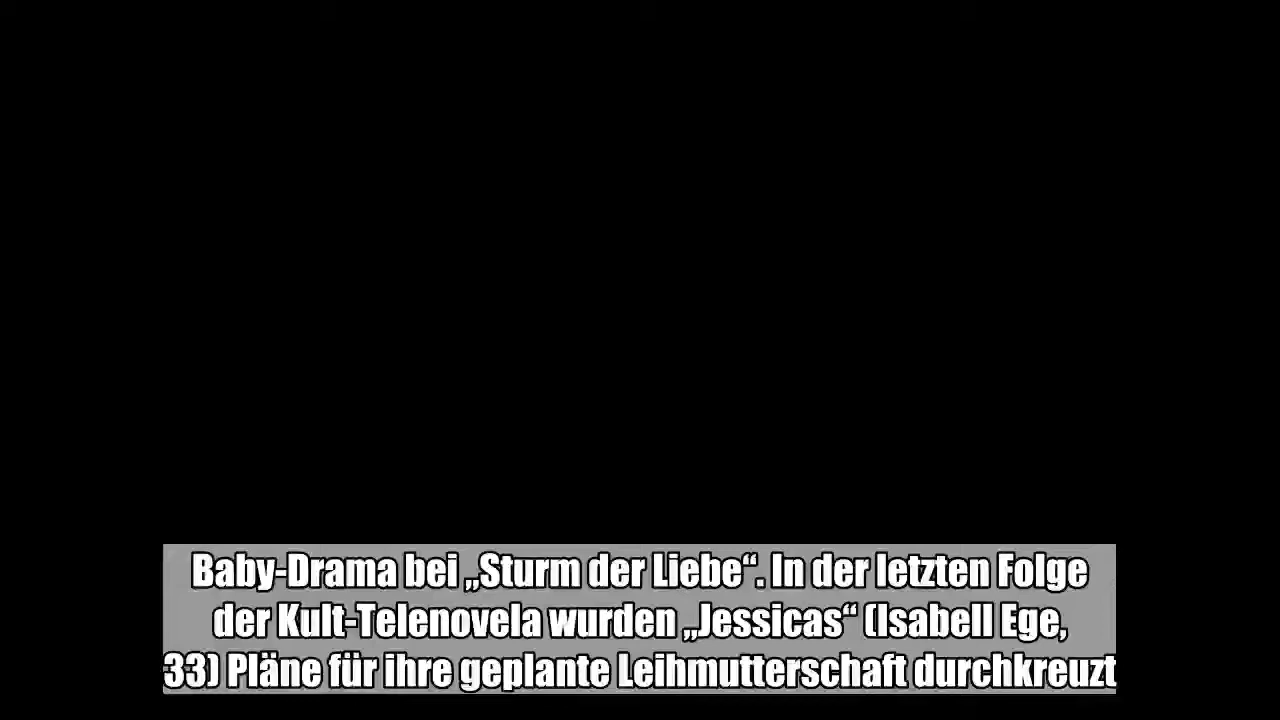 Baby-Drama bei „Sturm der Liebe“. In der letzten Folge
der Kult-Telenovela wurden „Jessicas“ (Isabell Ege,
33) Pläne für ihre geplante Leihmutterschaft durchkreuzt